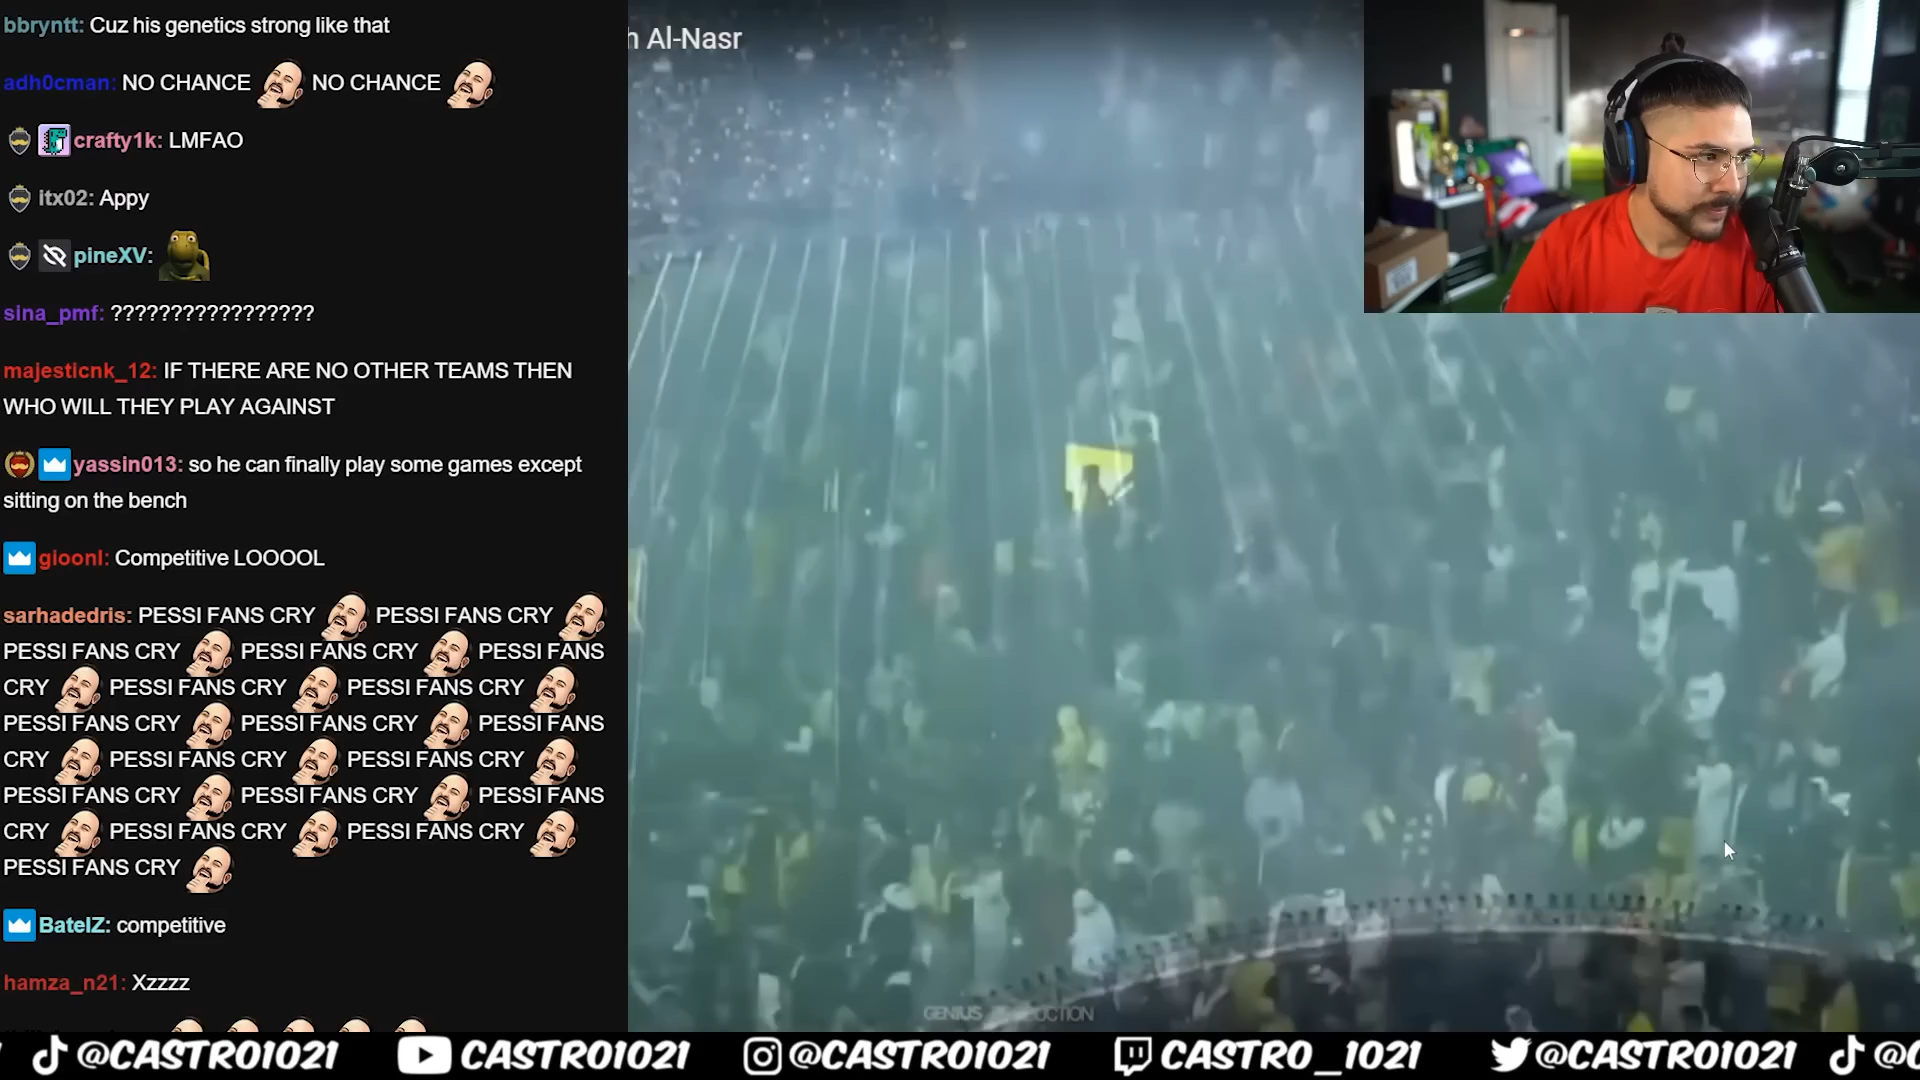 bbryntt: Cuz his genetics strong like that
adh0cman: NO CHANCE NO CHANCE
crafty1k: LMFAO
itx02: Appy
pineXV:
sina_pmf: ?????????????????
majesticnk_12: IF THERE ARE NO OTHER TEAMS THEN
WHO WILL THEY PLAY AGAINST
yassin013: so he can finally play some games except
sitting on the bench
gioonl: Competitive LOOOOL
sarhadedris: PESSI FANS CRY PESSI FANS CRY
PESSI FANS CRY PESSI FANS CRY PESSI FANS
CRY PESSI FANS CRY PESSI FANS CRY
PESSI FANS CRY PESSI FANS CRY PESSI FANS
CRY PESSI FANS CRY PESSI FANS CRY
PESSI FANS CRY PESSI FANS CRY PESSI FANS
CRY PESSI FANS CRY PESSI FANS CRY
PESSI FANS CRY
BatelZ: competitive
hamza_n21: Xzzzz
h Al-Nasr
GENIUS
@CASTRO1021 CASTRO1021 @CASTRO1021 CASTRO_1021 @CASTRO1021 @C